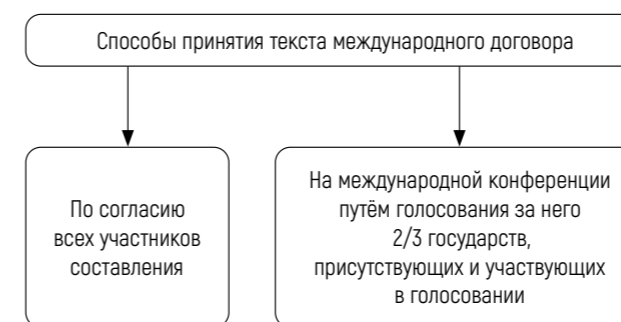 Способы принятия текста международного договора
По согласию
всех участников
составления
На международной конференции
путём голосования за него
2/3 государств,
присутствующих и участвующих
в голосовании